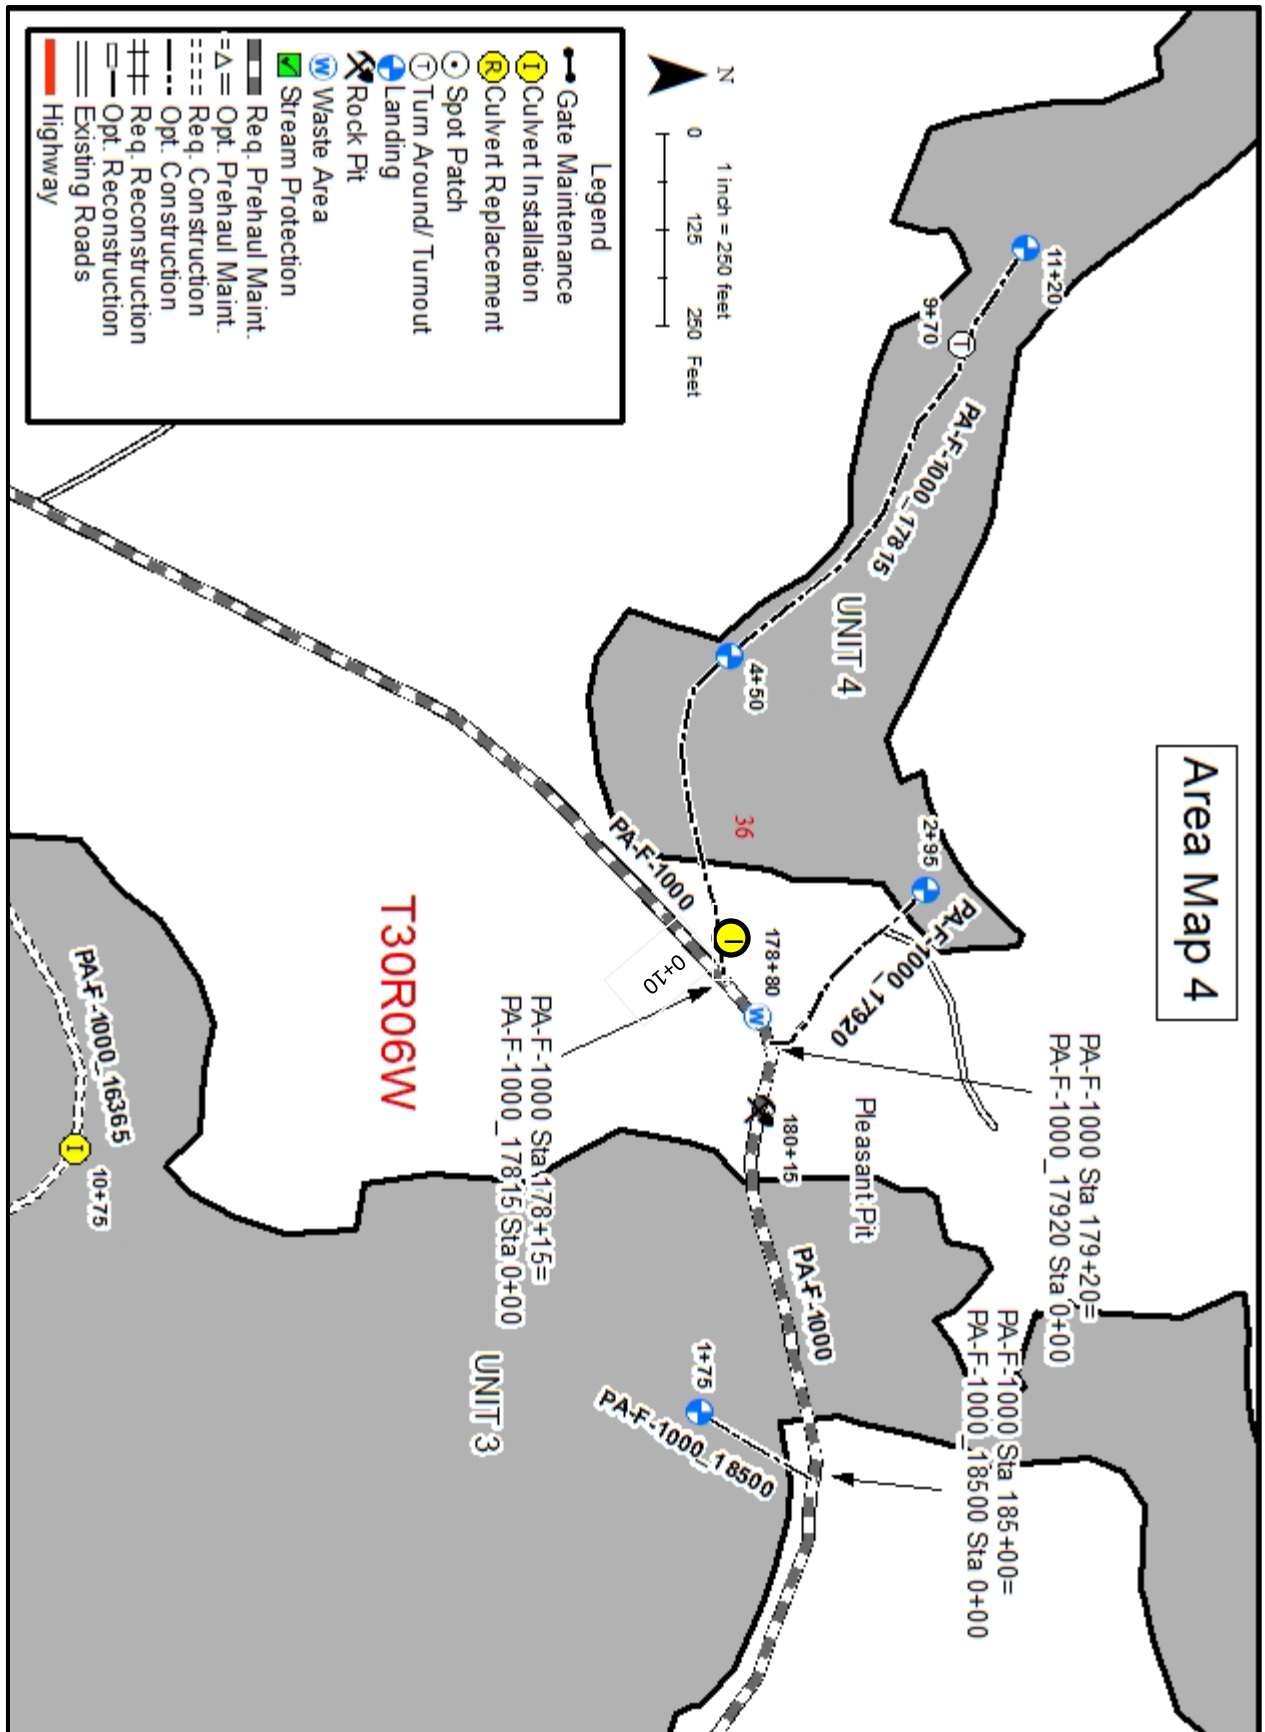 Area Map 4
N
1 inch = 250 feet
0 125 250 Feet
Legend
Gate Maintenance
Culvert Installation
Culvert Replacement
Spot Patch
Turn Around/ Turnout
Landing
Rock Pit
Waste Area
Stream Protection
Req. Prehaul Maint.
Opt. Prehaul Maint.
Req. Construction
Opt. Construction
Req. Reconstruction
Opt. Reconstruction
Existing Roads
Highway
I
R
T
W
11+20
T
9+70
PA-F-1000_17815
UNIT 4
4+50
36
2+95
PA-F-1000_17920
PA-F-1000
I
0+10
178+80
W
PA-F-1000 Sta 179+20=
PA-F-1000_17920 Sta 0+00
PA-F-1000 Sta 178+15=
PA-F-1000_17815 Sta 0+00
T30R06W
Pleasant Pit
180+15
PA-F-1000
PA-F-1000 Sta 185+00=
PA-F-1000_18500 Sta 0+00
1+75
PA-F-1000_18500
UNIT 3
PA-F-1000_16365
I
10+75